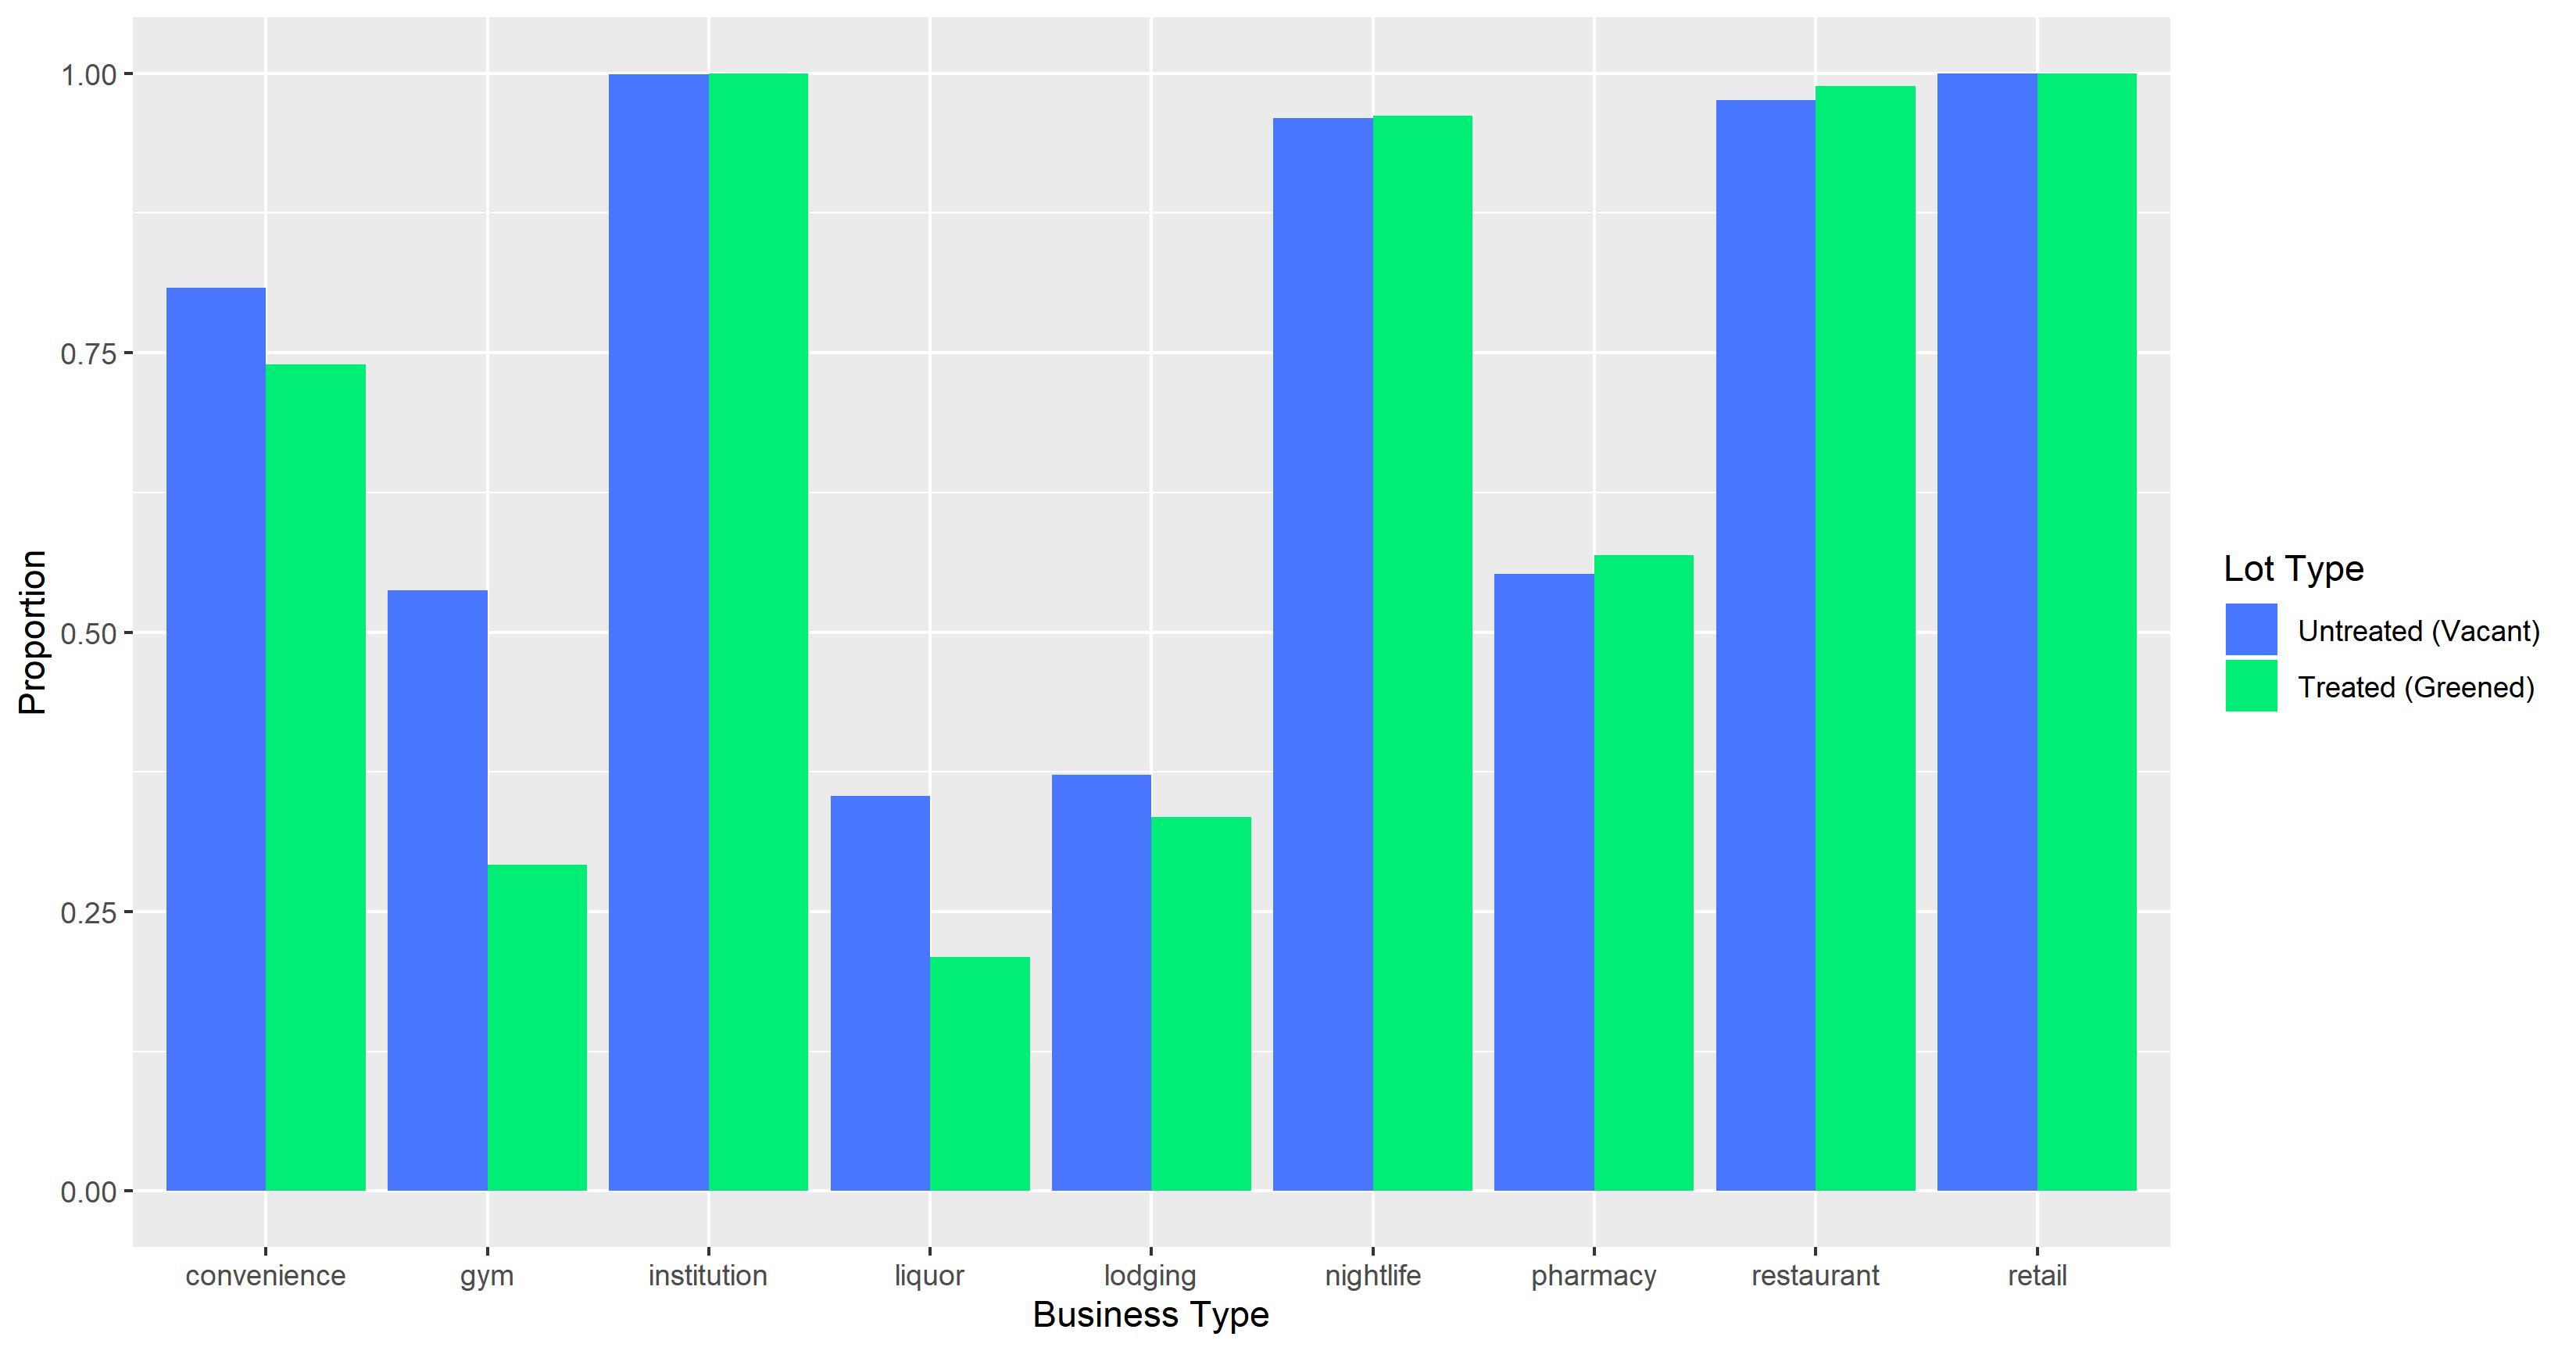 1.00
0.75
0.50
0.25
0.00
Proportion
convenience gym institution liquor lodging nightlife pharmacy restaurant retail
Business Type
Lot Type
Untreated (Vacant)
Treated (Greened)